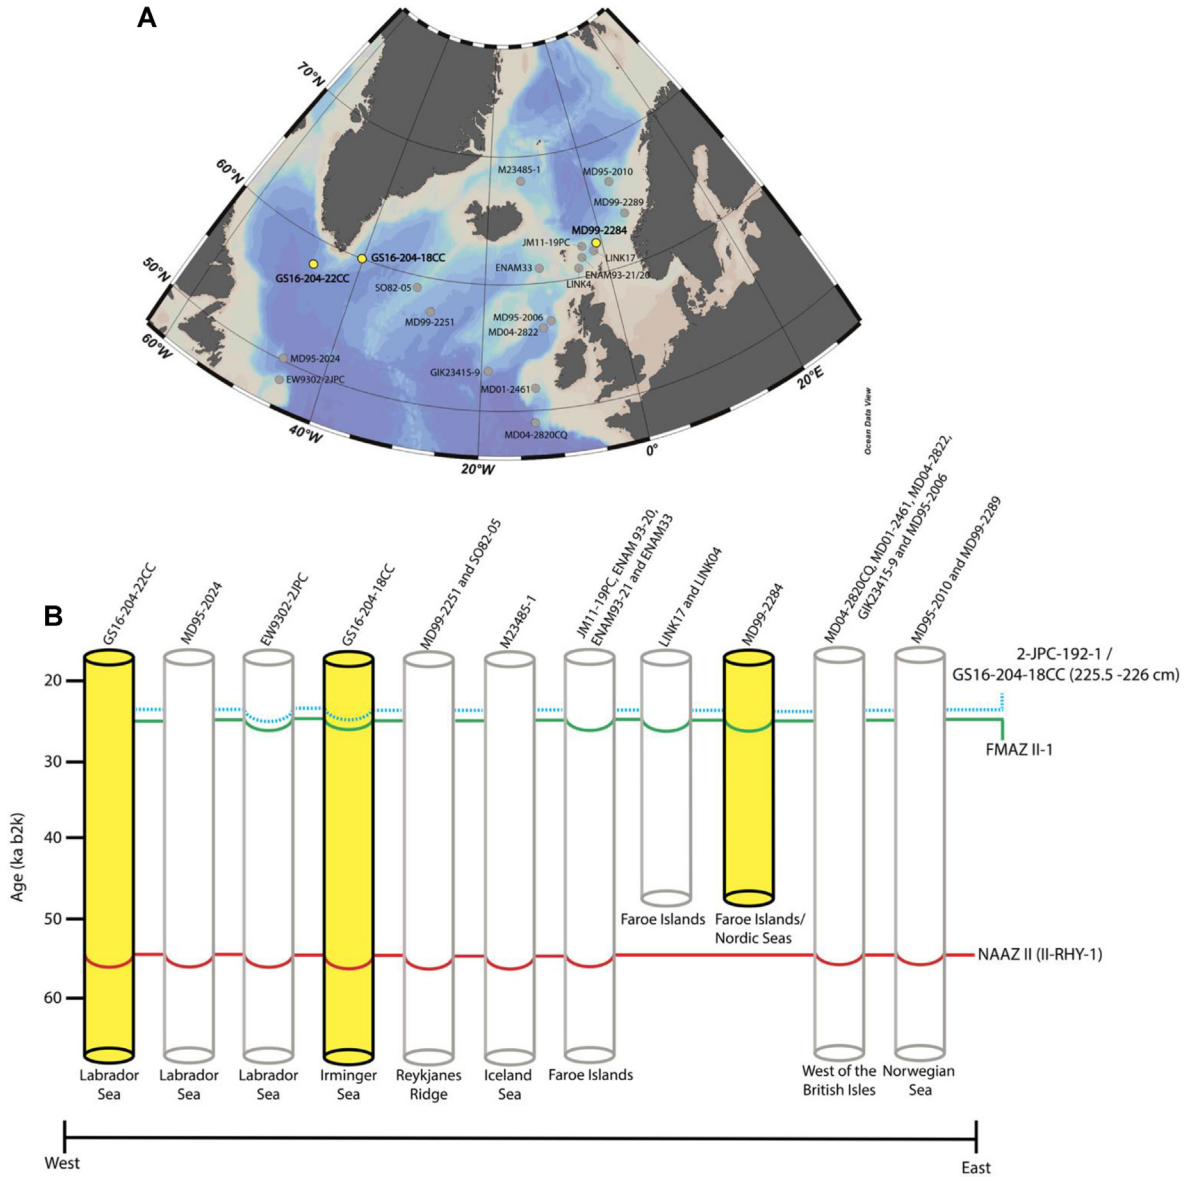 A
70°N
60°N
50°N
60°W
40°W
20°W
0°
20°E
Ocean Data View
M23485-1
MD95-2010
MD99-2289
MD99-2284
JM11-19PC
LINK17
ENAM33
ENAM93-21/20
LINK4
GS16-204-18CC
GS16-204-22CC
SO82-05
MD99-2251
MD95-2006
MD04-2822
MD95-2024
EW9302-2JPC
GIK23415-9
MD01-2461
MD04-2820CQ
B
GS16-204-22CC
MD95-2024
EW9302-2JPC
GS16-204-18CC
MD99-2251 and SO82-05
M23485-1
JM11-19PC, ENAM 93-20,
ENAM93-21 and ENAM33
LINK17 and LINK04
MD99-2284
MD04-2820CQ, MD01-2461, MD04-2822,
GIK23415-9 and MD95-2006
MD95-2010 and MD99-2289
2-JPC-192-1 /
GS16-204-18CC (225.5 -226 cm)
FMAZ II-1
NAAZ II (II-RHY-1)
Age (ka b2k)
20
30
40
50
60
Faroe Islands
Faroe Islands/
Nordic Seas
Labrador
Sea
Labrador
Sea
Labrador
Sea
Irminger
Sea
Reykjanes
Ridge
Iceland
Sea
Faroe Islands
West of the
British Isles
Norwegian
Sea
West
East